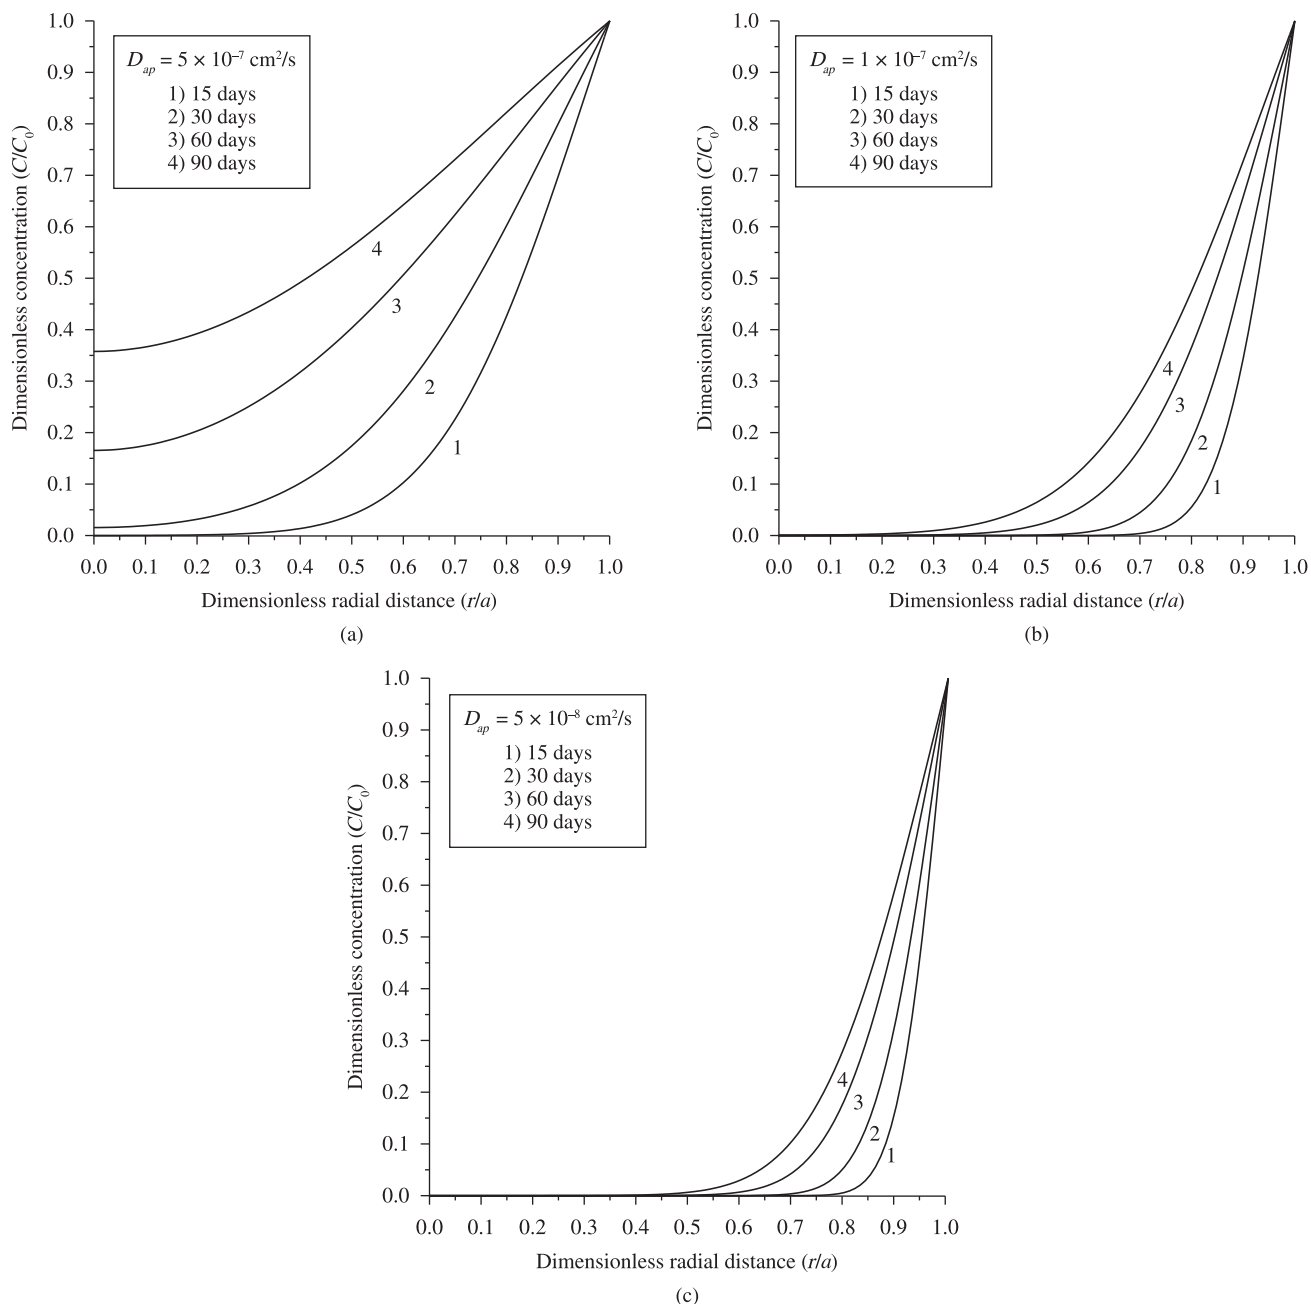 Dimensionless concentration (C/C₀)
D_ap = 5 × 10⁻⁷ cm²/s
1) 15 days
2) 30 days
3) 60 days
4) 90 days
1.0
0.9
0.8
0.7
0.6
0.5
0.4
0.3
0.2
0.1
0.0
4
3
2
1
0.0 0.1 0.2 0.3 0.4 0.5 0.6 0.7 0.8 0.9 1.0
Dimensionless radial distance (r/a)
(a)
Dimensionless concentration (C/C₀)
D_ap = 1 × 10⁻⁷ cm²/s
1) 15 days
2) 30 days
3) 60 days
4) 90 days
1.0
0.9
0.8
0.7
0.6
0.5
0.4
0.3
0.2
0.1
0.0
4
3
2
1
0.0 0.1 0.2 0.3 0.4 0.5 0.6 0.7 0.8 0.9 1.0
Dimensionless radial distance (r/a)
(b)
Dimensionless concentration (C/C₀)
D_ap = 5 × 10⁻⁸ cm²/s
1) 15 days
2) 30 days
3) 60 days
4) 90 days
1.0
0.9
0.8
0.7
0.6
0.5
0.4
0.3
0.2
0.1
0.0
4
3
2
1
0.0 0.1 0.2 0.3 0.4 0.5 0.6 0.7 0.8 0.9 1.0
Dimensionless radial distance (r/a)
(c)